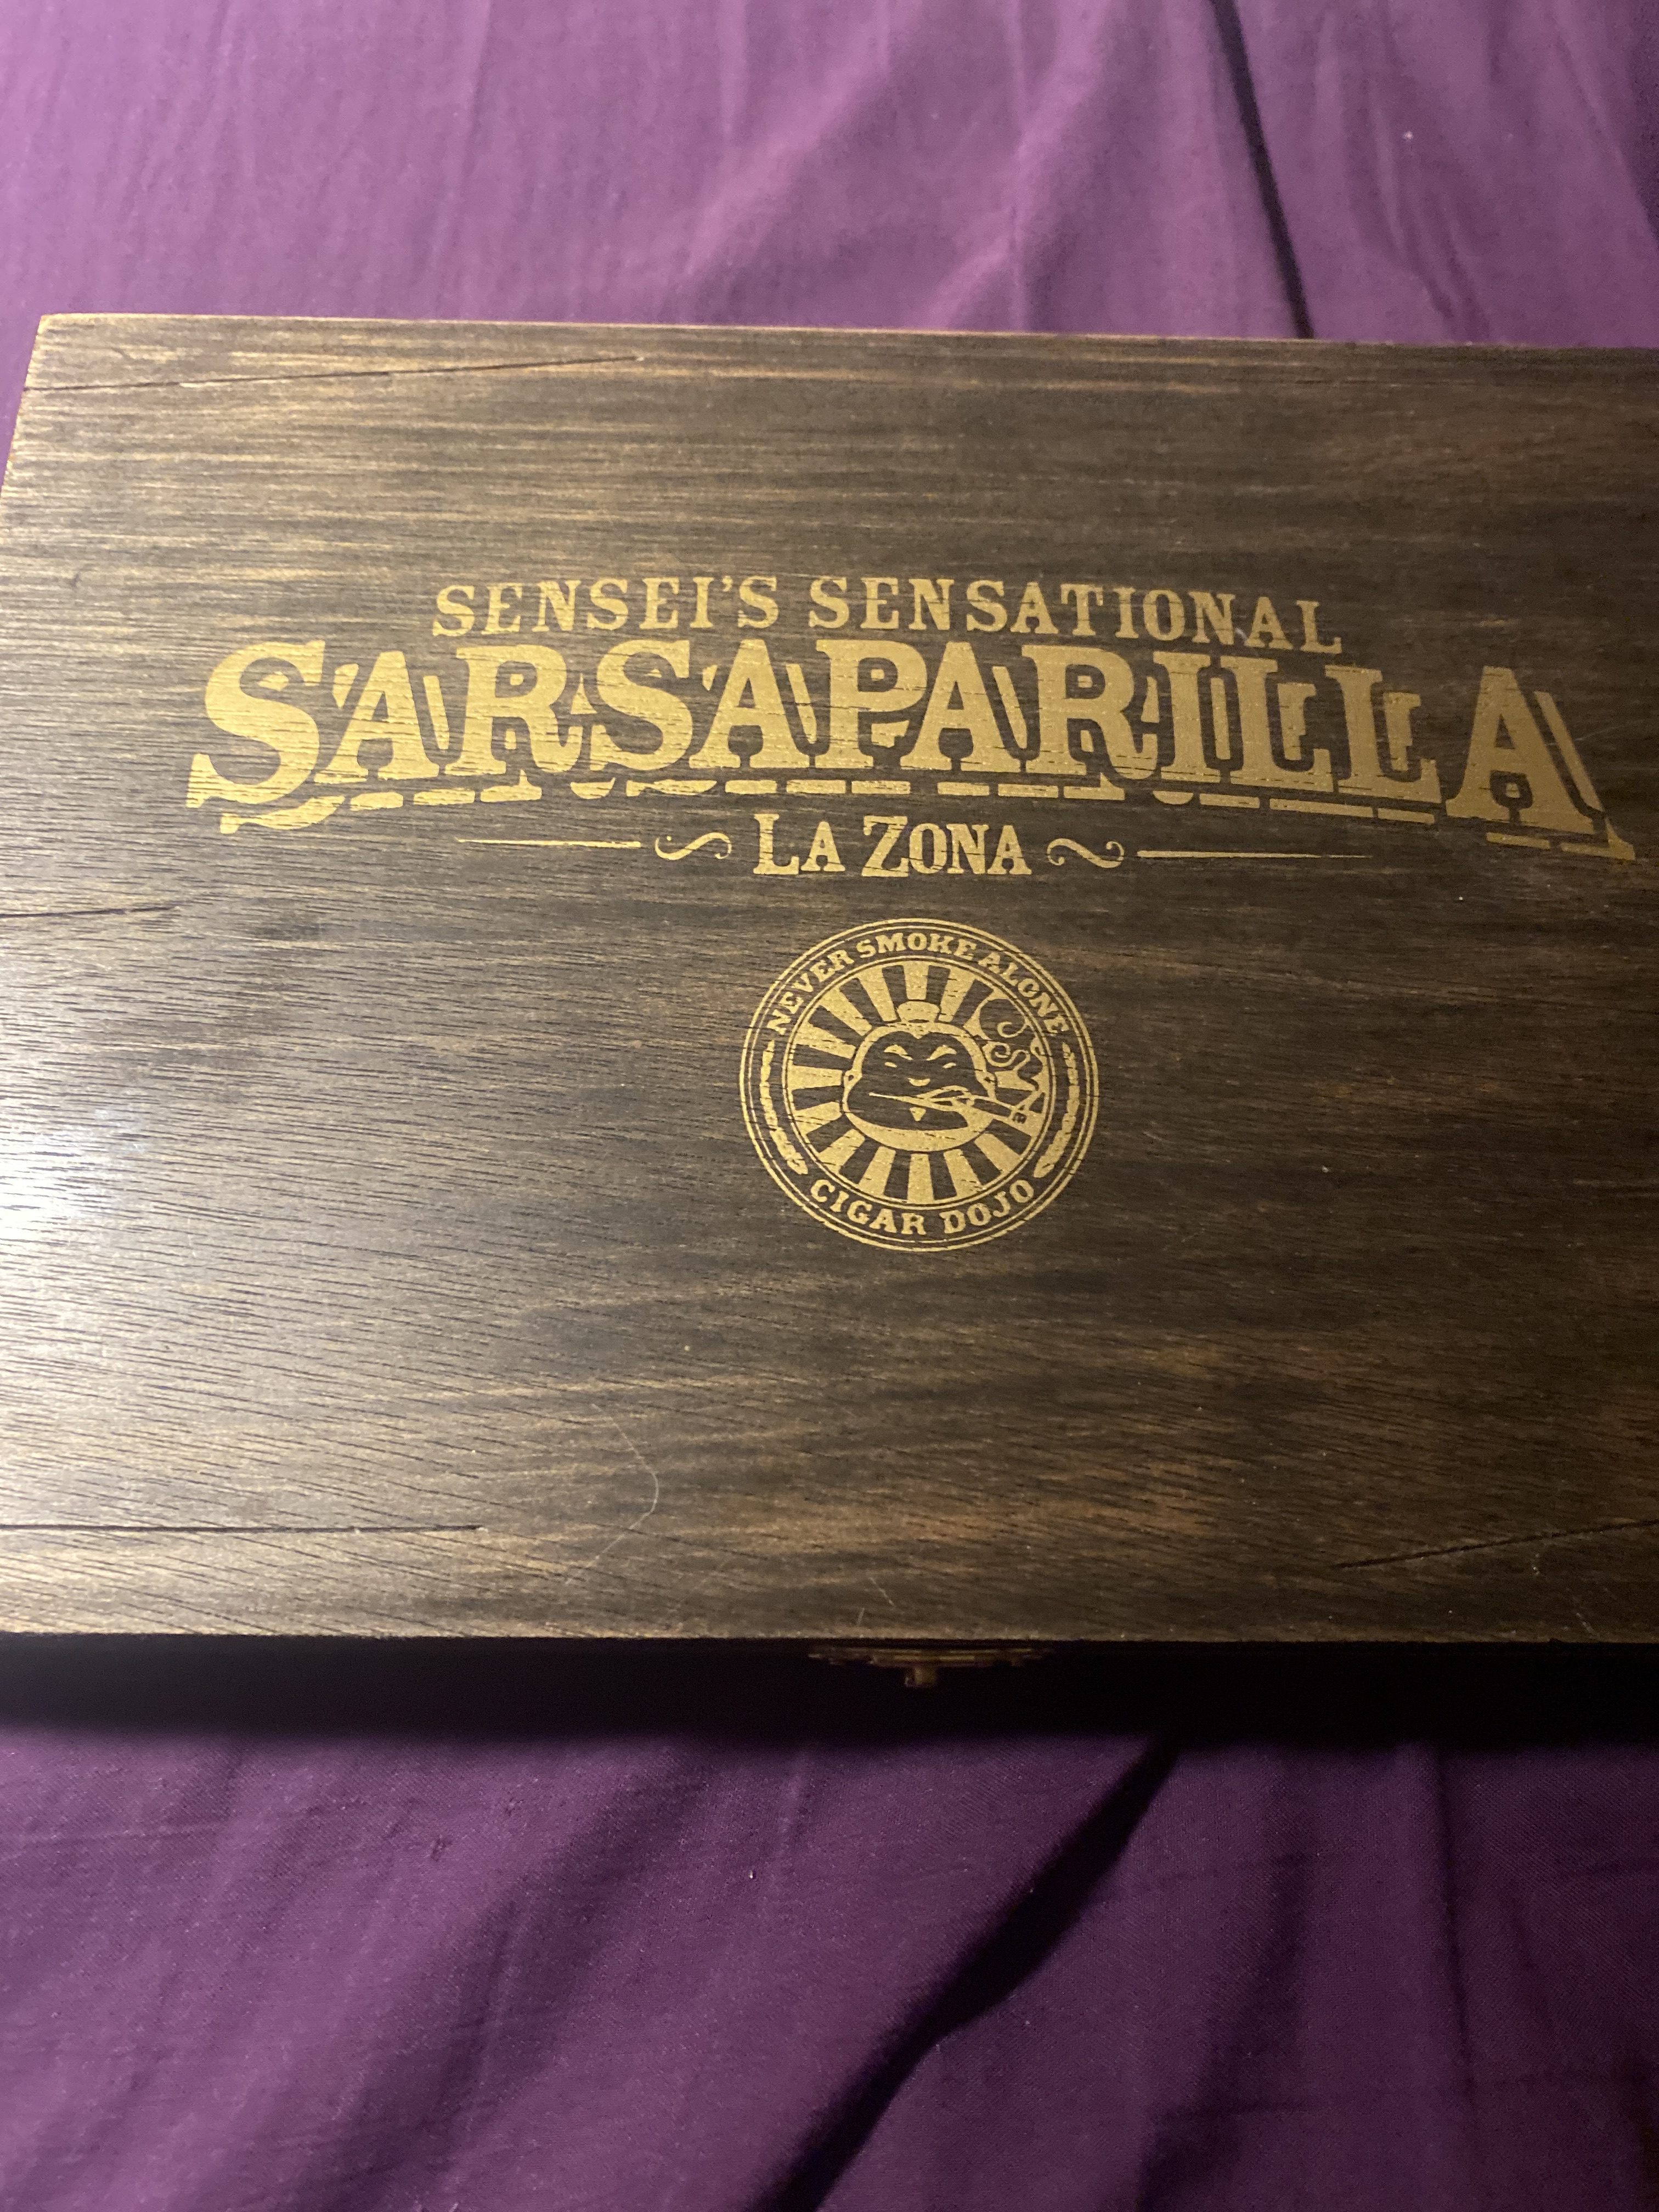 SENSEI'S SENSATIONAL
SARSAPARILLA
LA ZONA
NEVER SMOKE ALONE
CIGAR DOJO